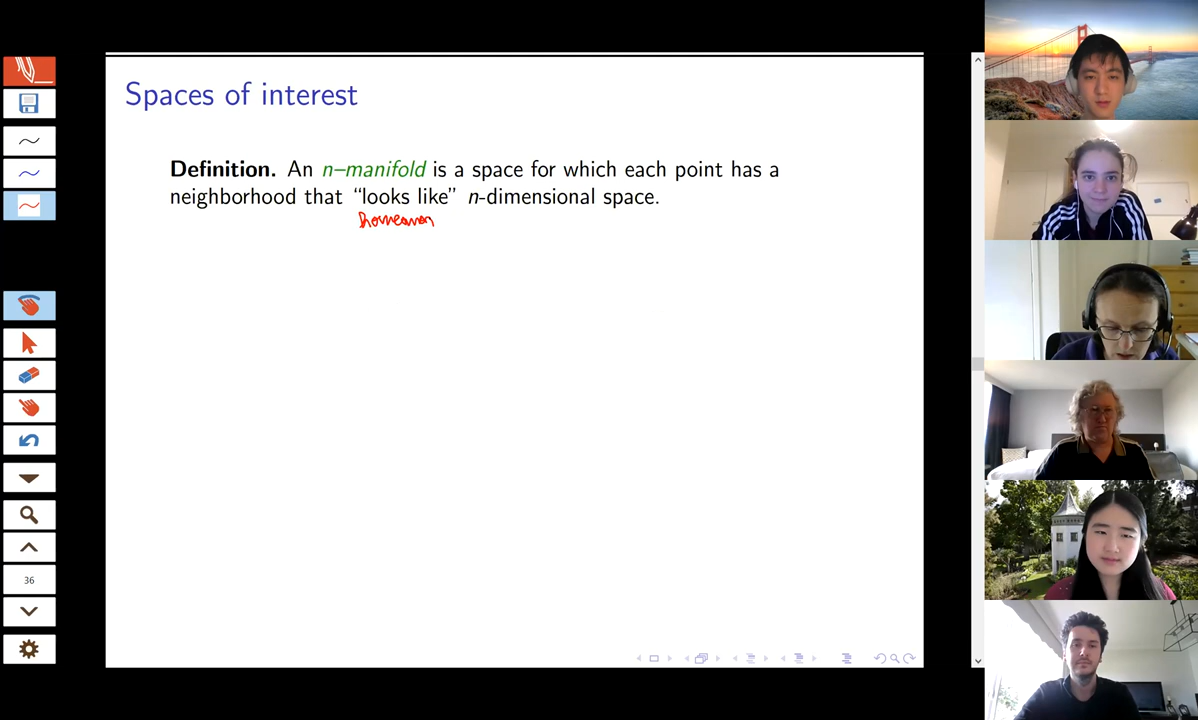 Spaces of interest
Definition. An n–manifold is a space for which each point has a
neighborhood that “looks like” n-dimensional space.
homeomor
36